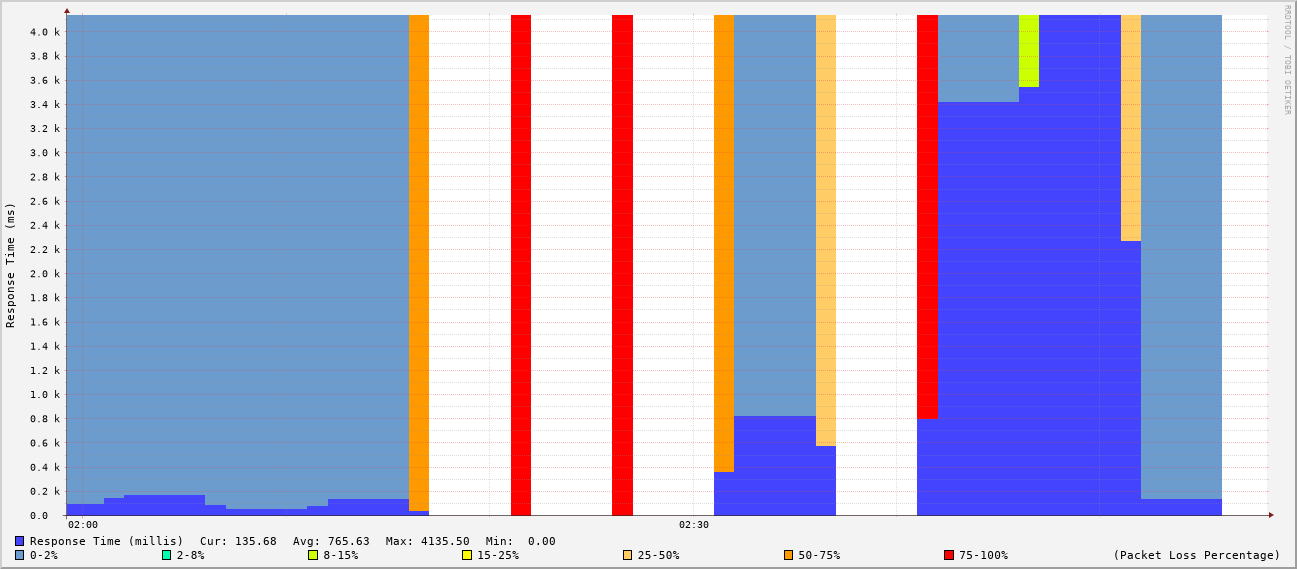 RRDTOOL / TOBI OETIKER
Response Time (ms)
4.0 k
3.8 k
3.6 k
3.4 k
3.2 k
3.0 k
2.8 k
2.6 k
2.4 k
2.2 k
2.0 k
1.8 k
1.6 k
1.4 k
1.2 k
1.0 k
0.8 k
0.6 k
0.4 k
0.2 k
0.0
02:00 02:30
Response Time (millis) Cur: 135.68 Avg: 765.63 Max: 4135.50 Min: 0.00
0-2% 2-8% 8-15% 15-25% 25-50% 50-75% 75-100% (Packet Loss Percentage)